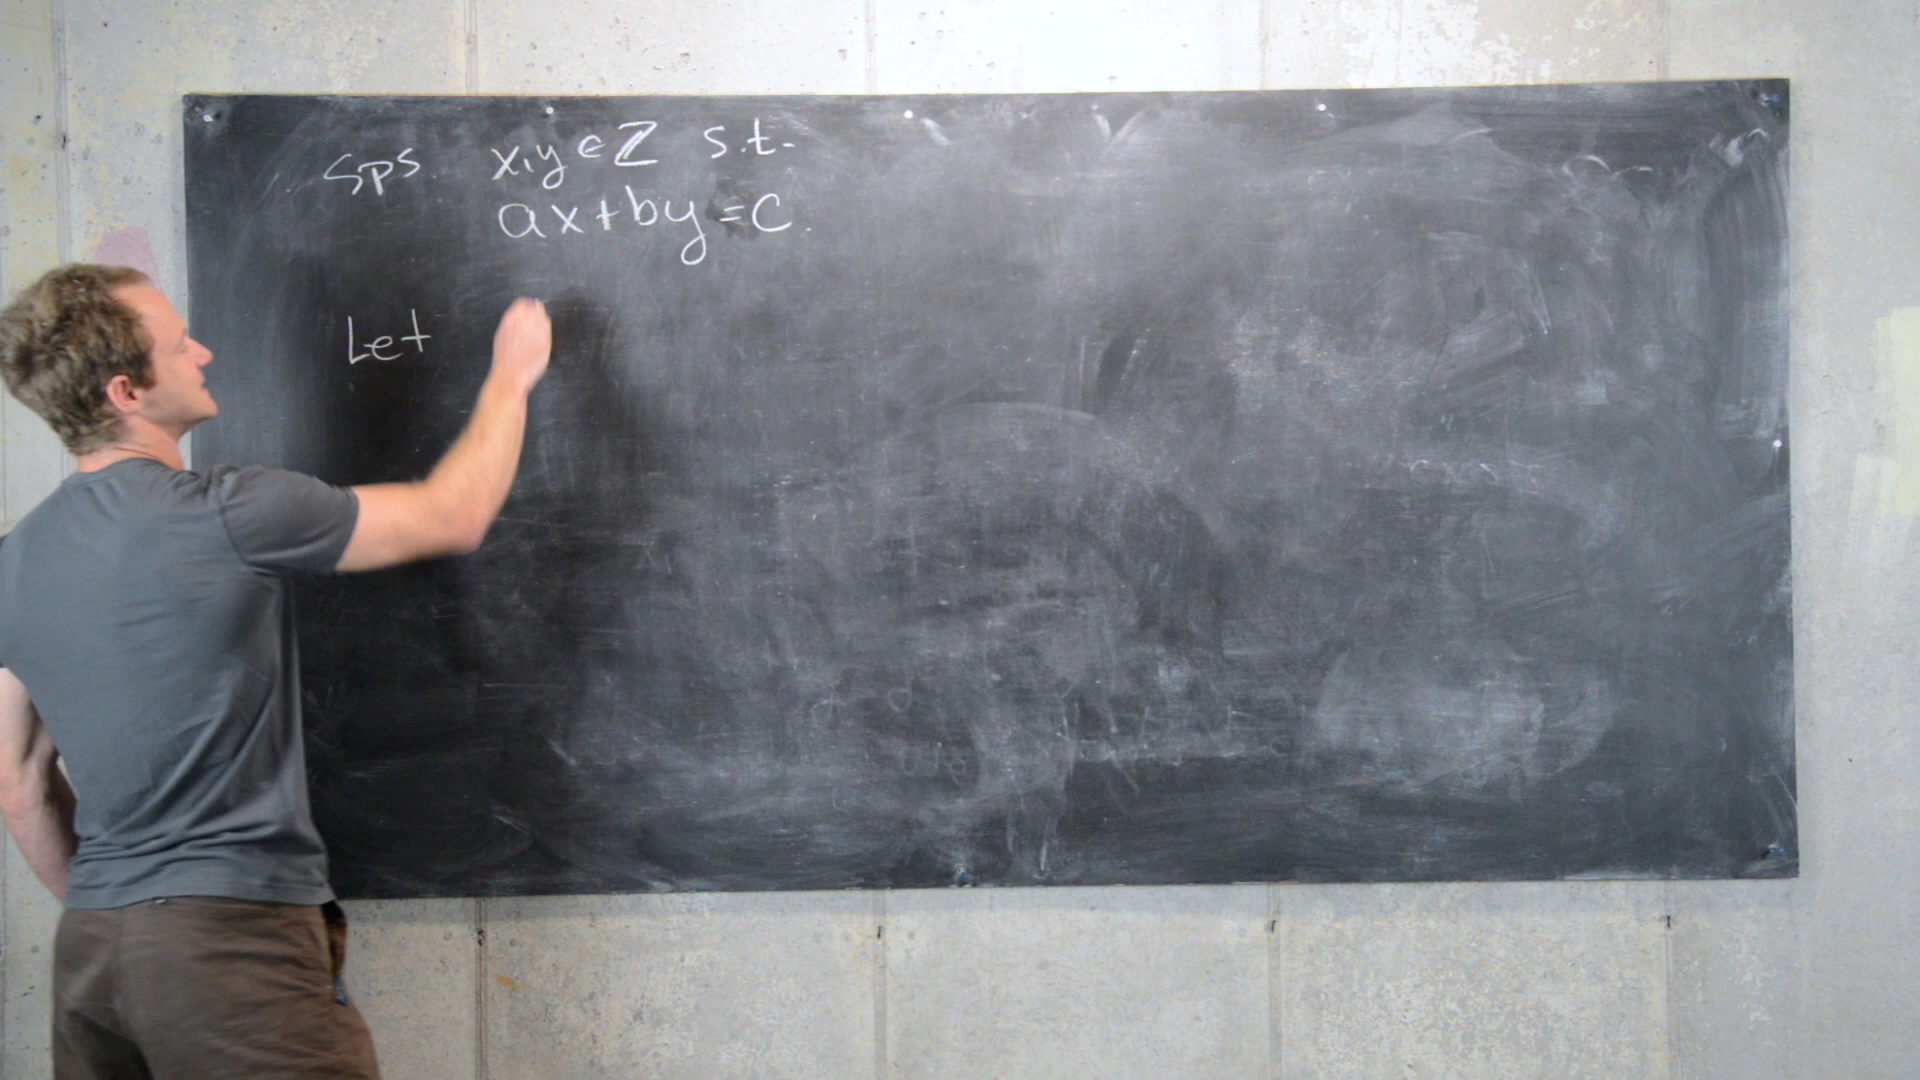 Sps x,y ∈ ℤ s.t.
ax+by=c.
Let